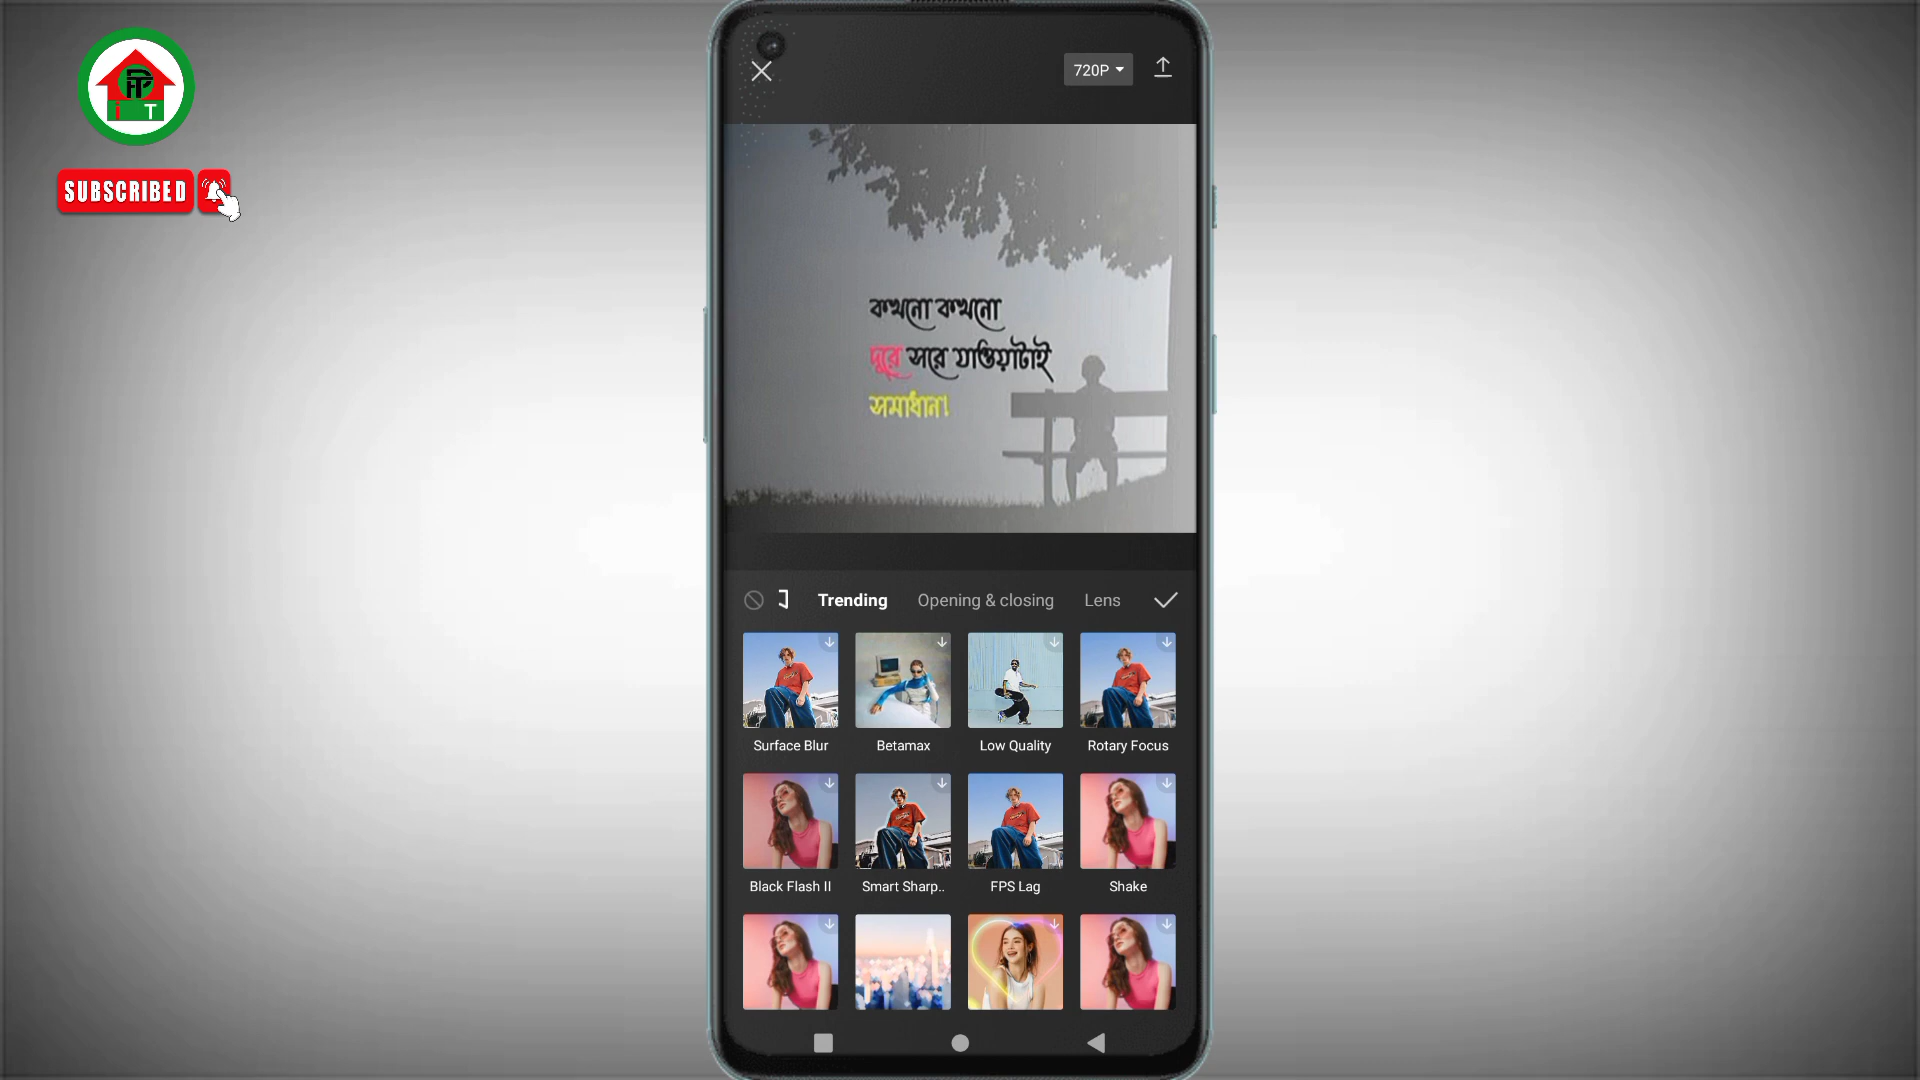 FTP
i T
SUBSCRIBED
720P
কখনো কখনো
দূরে সরে যাওয়াটাই
সমাধান!
Trending Opening & closing Lens
Surface Blur Betamax Low Quality Rotary Focus
Black Flash II Smart Sharp.. FPS Lag Shake